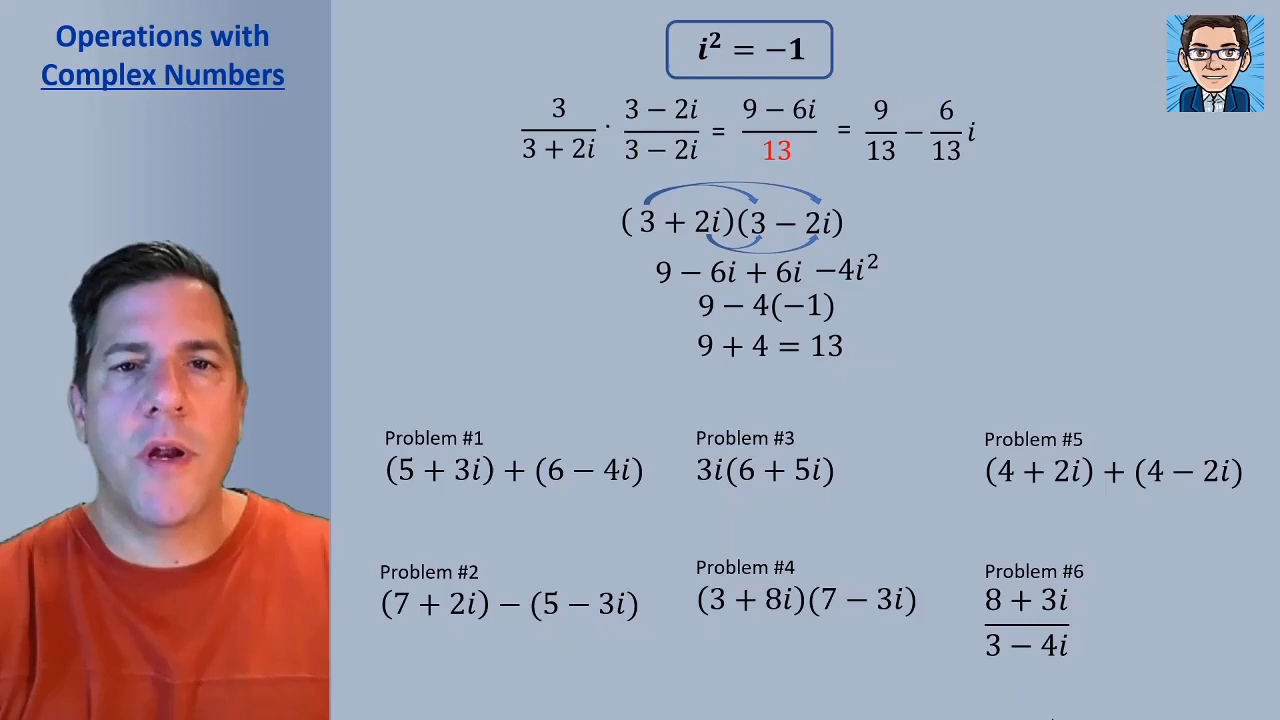 Operations with
Complex Numbers
i² = −1
3/(3 + 2i) · (3 − 2i)/(3 − 2i) = (9 − 6i)/13 = 9/13 − 6/13 i
(3 + 2i)(3 − 2i)
9 − 6i + 6i −4i²
9 − 4(−1)
9 + 4 = 13
Problem #1
(5 + 3i) + (6 − 4i)
Problem #2
(7 + 2i) − (5 − 3i)
Problem #3
3i(6 + 5i)
Problem #4
(3 + 8i)(7 − 3i)
Problem #5
(4 + 2i) + (4 − 2i)
Problem #6
8 + 3i
3 − 4i